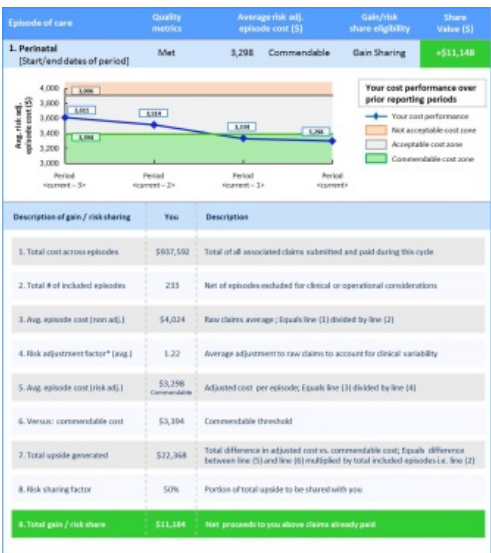 Episode of care Quality metrics Average risk adj. episode cost ($) Gain/risk share eligibility Share Value ($)
1. Perinatal Met 3,298 Commendable Gain Sharing +$11,148
[Start/end dates of period]
Avg. risk adj. episode cost ($)
4,000
3,800
3,600
3,400
3,200
3,000
3,906
3,611
3,514
3,394
3,334
3,298
Period Period Period Period
<current – 3> <current – 2> <current – 1> <current>
Your cost performance over
prior reporting periods
Your cost performance
Not acceptable cost zone
Acceptable cost zone
Commendable cost zone
Description of gain / risk sharing You Description
1. Total cost across episodes $937,592 Total of all associated claims submitted and paid during this cycle
2. Total # of included episodes 233 Net of episodes excluded for clinical or operational considerations
3. Avg. episode cost (non adj.) $4,024 Raw claims average ; Equals line (1) divided by line (2)
4. Risk adjustment factor* (avg.) 1.22 Average adjustment to raw claims to account for clinical variability
5. Avg. episode cost (risk adj.) $3,298 Commendable Adjusted cost per episode; Equals line (3) divided by line (4)
6. Versus: commendable cost $3,394 Commendable threshold
7. Total upside generated $22,368 Total difference in adjusted cost vs. commendable cost; Equals difference
between line (5) and line (6) multiplied by total included episodes i.e. line (2)
8. Risk sharing factor 50% Portion of total upside to be shared with you
9. Total gain / risk share $11,184 Net proceeds to you above claims already paid